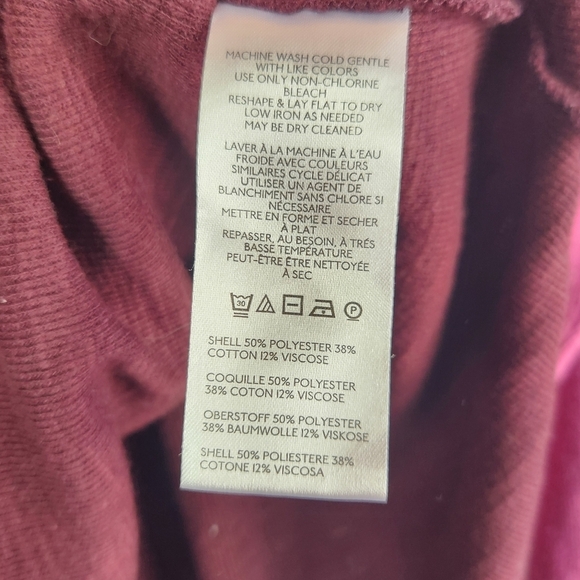 MACHINE WASH COLD GENTLE
WITH LIKE COLORS
USE ONLY NON-CHLORINE
BLEACH
RESHAPE & LAY FLAT TO DRY
LOW IRON AS NEEDED
MAY BE DRY CLEANED
LAVER À LA MACHINE À L'EAU
FROIDE AVEC COULEURS
SIMILAIRES CYCLE DÉLICAT
UTILISER UN AGENT DE
BLANCHIMENT SANS CHLORE SI
NÉCESSAIRE
METTRE EN FORME ET SECHER
À PLAT
REPASSER, AU BESOIN, À TRÉS
BASSE TEMPÉRATURE
PEUT-ÊTRE ÊTRE NETTOYÉE
À SEC
30 P
SHELL 50% POLYESTER 38%
COTTON 12% VISCOSE
COQUILLE 50% POLYESTER
38% COTON 12% VISCOSE
OBERSTOFF 50% POLYESTER
38% BAUMWOLLE 12% VISKOSE
SHELL 50% POLIESTERE 38%
COTONE 12% VISCOSA